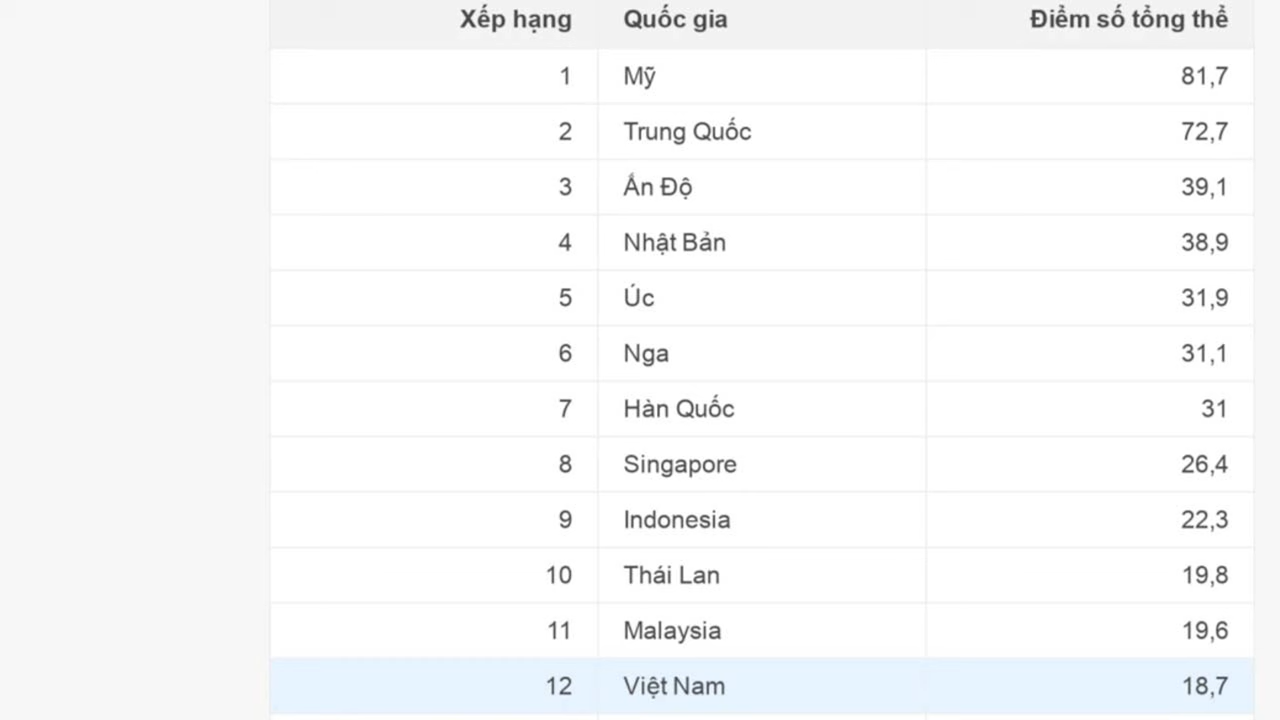 Xếp hạng Quốc gia Điểm số tổng thể
1 Mỹ 81,7
2 Trung Quốc 72,7
3 Ấn Độ 39,1
4 Nhật Bản 38,9
5 Úc 31,9
6 Nga 31,1
7 Hàn Quốc 31
8 Singapore 26,4
9 Indonesia 22,3
10 Thái Lan 19,8
11 Malaysia 19,6
12 Việt Nam 18,7